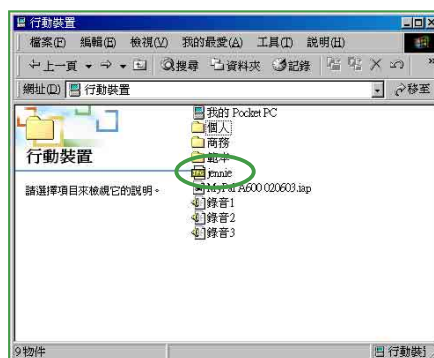 行動裝置
檔案(F) 編輯(E) 檢視(V) 我的最愛(A) 工具(T) 說明(H)
上一頁 搜尋 資料夾 記錄 »
網址(D) 行動裝置 移至
我的 Pocket PC
個人
商務
範本
行動裝置
jennie
請選擇項目來檢視它的說明。
MyPal A600 020603.iap
錄音1
錄音2
錄音3
9 物件
行動裝